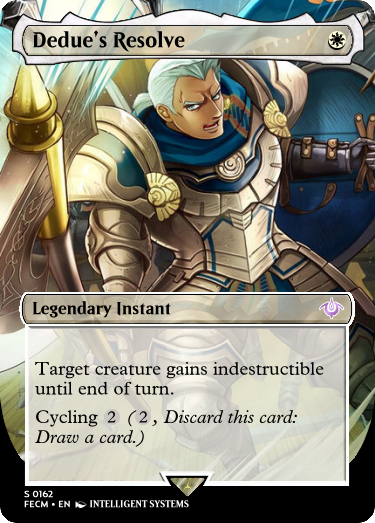 Dedue's Resolve
Legendary Instant
Target creature gains indestructible
until end of turn.
Cycling 2 (2, Discard this card:
Draw a card.)
S 0162
FECM • EN INTELLIGENT SYSTEMS